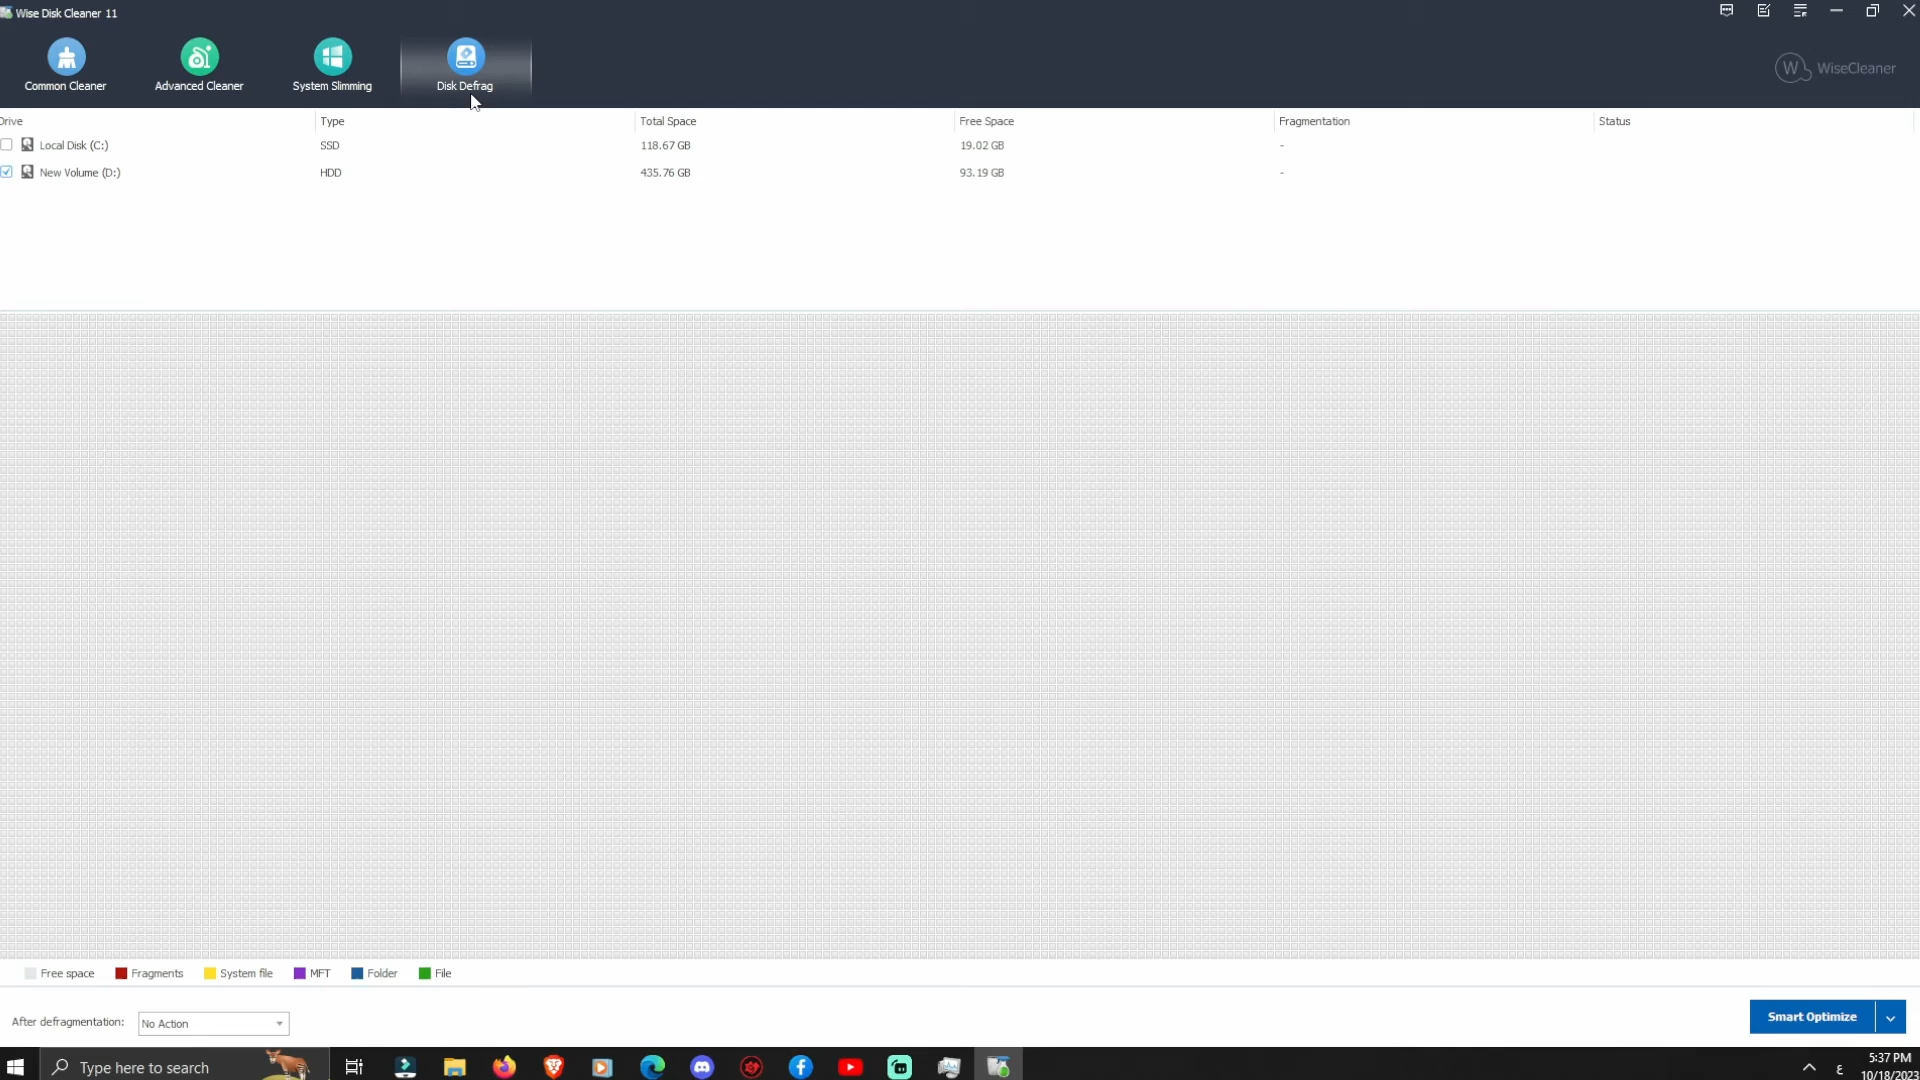 Wise Disk Cleaner 11
Common Cleaner
Advanced Cleaner
System Slimming
Disk Defrag
WiseCleaner
Drive Type Total Space Free Space Fragmentation Status
Local Disk (C:) SSD 118.67 GB 19.02 GB -
New Volume (D:) HDD 435.76 GB 93.19 GB -
Free space Fragments System file MFT Folder File
After defragmentation: No Action
Smart Optimize
Type here to search
ع
5:37 PM
10/18/2023